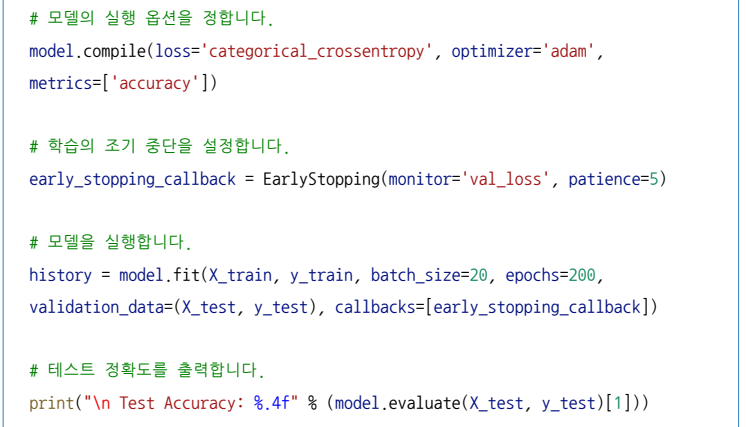 # 모델의 실행 옵션을 정합니다.
model.compile(loss='categorical_crossentropy', optimizer='adam',
metrics=['accuracy'])
# 학습의 조기 중단을 설정합니다.
early_stopping_callback = EarlyStopping(monitor='val_loss', patience=5)
# 모델을 실행합니다.
history = model.fit(X_train, y_train, batch_size=20, epochs=200,
validation_data=(X_test, y_test), callbacks=[early_stopping_callback])
# 테스트 정확도를 출력합니다.
print("\n Test Accuracy: %.4f" % (model.evaluate(X_test, y_test)[1]))